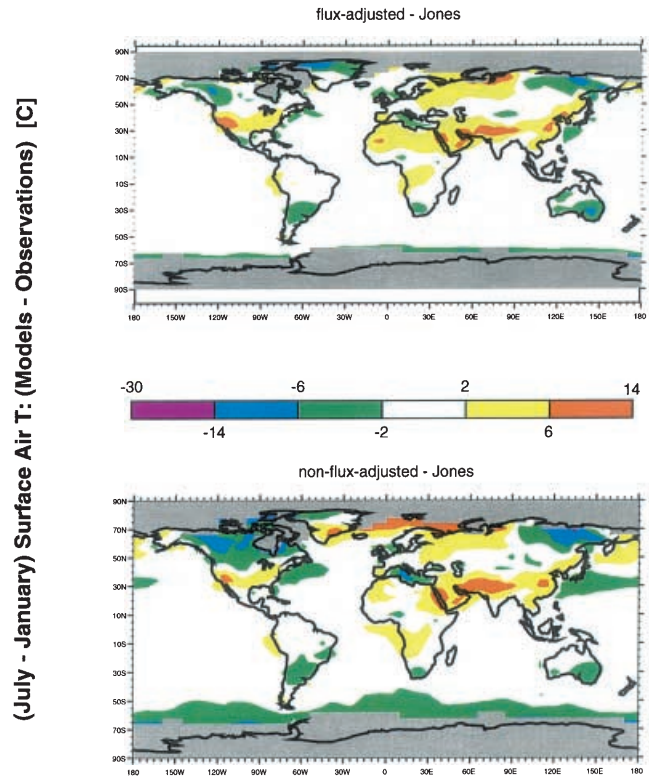 (July - January) Surface Air T: (Models - Observations) [C]
flux-adjusted - Jones
90N
70N
50N
30N
10N
10S
30S
50S
70S
90S
180 150W 120W 90W 60W 30W 0 30E 60E 90E 120E 150E 180
-30 -6 2 14
-14 -2 6
non-flux-adjusted - Jones
90N
70N
50N
30N
10N
10S
30S
50S
70S
90S
180 150W 120W 90W 60W 30W 0 30E 60E 90E 120E 150E 180